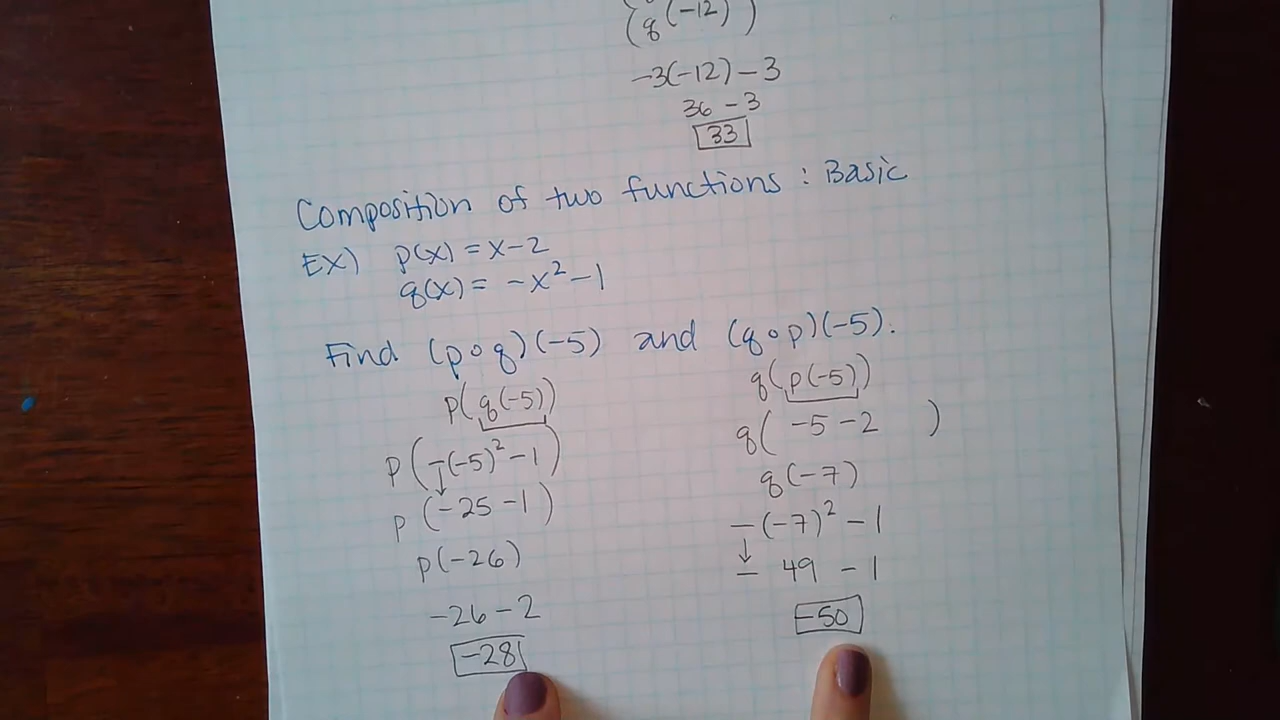 (q(-12))
-3(-12) - 3
36 - 3
33
Composition of two functions : Basic
EX) p(x) = x-2
q(x) = -x² -1
Find (p∘q)(-5) and (q∘p)(-5).
p(q(-5))
p(-(-5)² -1)
p(-25 -1)
p(-26)
-26 -2
-28
q(p(-5))
q( -5 -2 )
q(-7)
-(-7)² -1
- 49 -1
-50